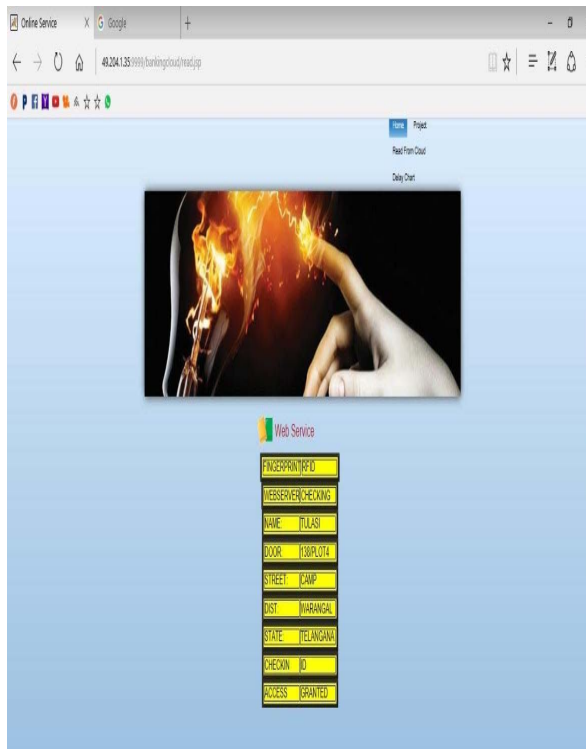 Online Service X G Google +
49.204.1.35:9999/bankingcloud/read.jsp
Home Project
Read From Cloud
Delay Chart
Web Service
FINGERPRINT RFID
WEBSERVER CHECKING
NAME: TULASI
DOOR: 138/PLOT4
STREET: CAMP
DIST: WARANGAL
STATE: TELANGANA
CHECKIN ID
ACCESS GRANTED